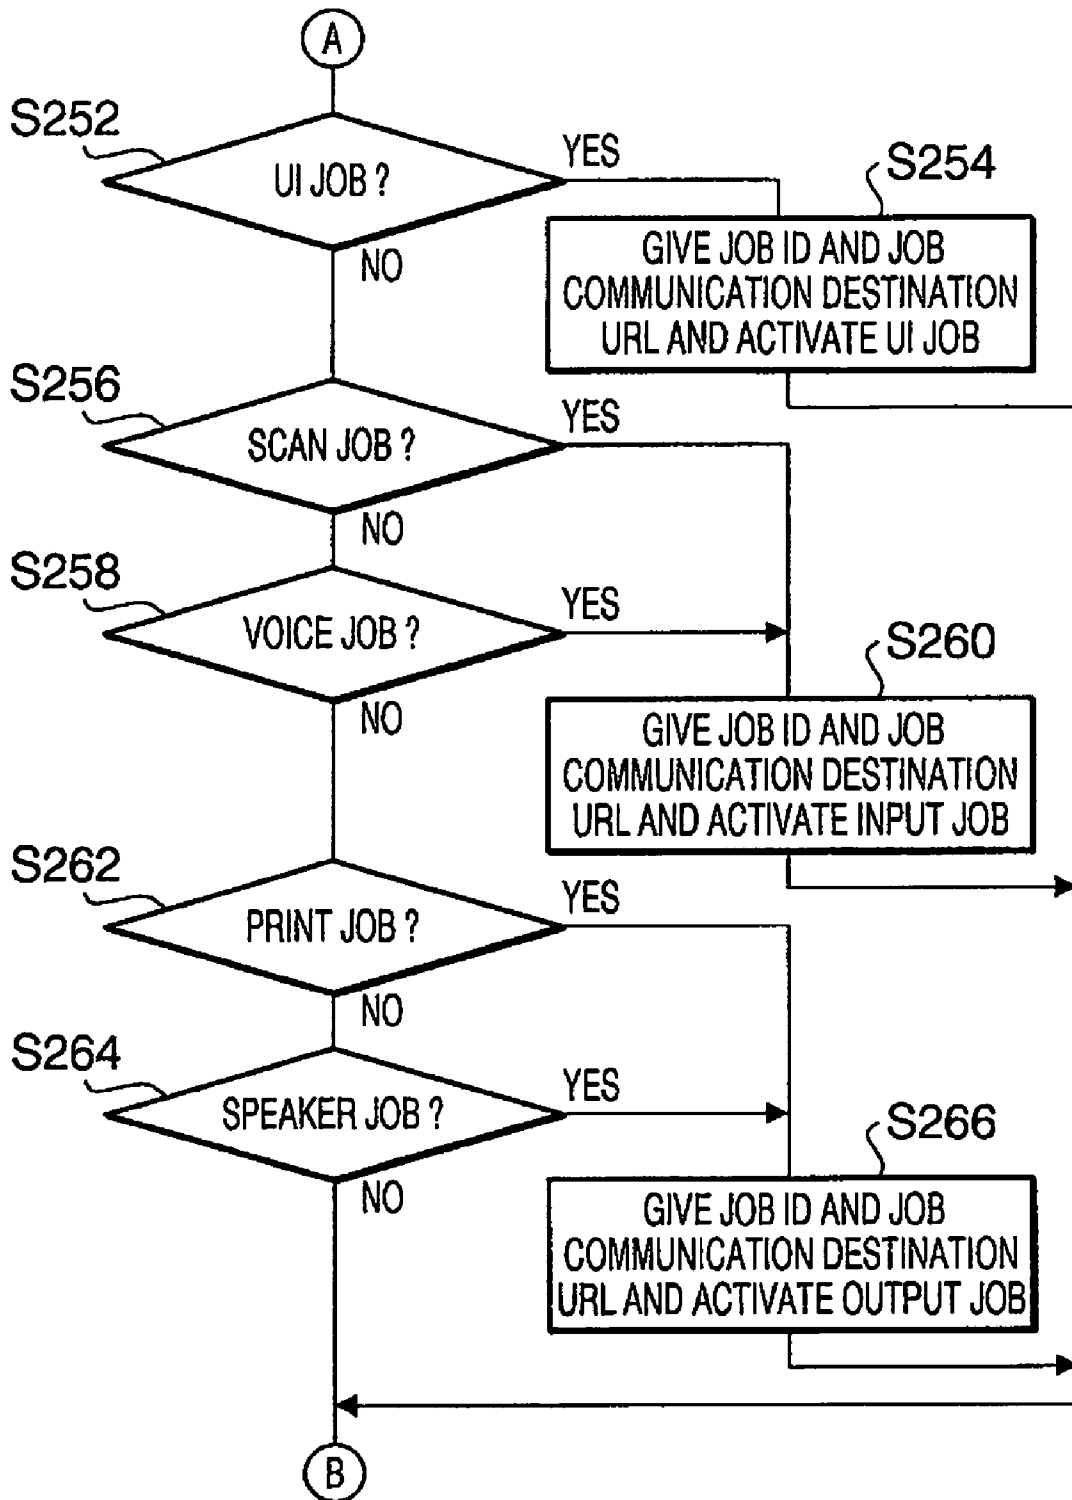 A
S252
UI JOB ?
YES
NO
S254
GIVE JOB ID AND JOB
COMMUNICATION DESTINATION
URL AND ACTIVATE UI JOB
S256
SCAN JOB ?
YES
NO
S258
VOICE JOB ?
YES
NO
S260
GIVE JOB ID AND JOB
COMMUNICATION DESTINATION
URL AND ACTIVATE INPUT JOB
S262
PRINT JOB ?
YES
NO
S264
SPEAKER JOB ?
YES
NO
S266
GIVE JOB ID AND JOB
COMMUNICATION DESTINATION
URL AND ACTIVATE OUTPUT JOB
B